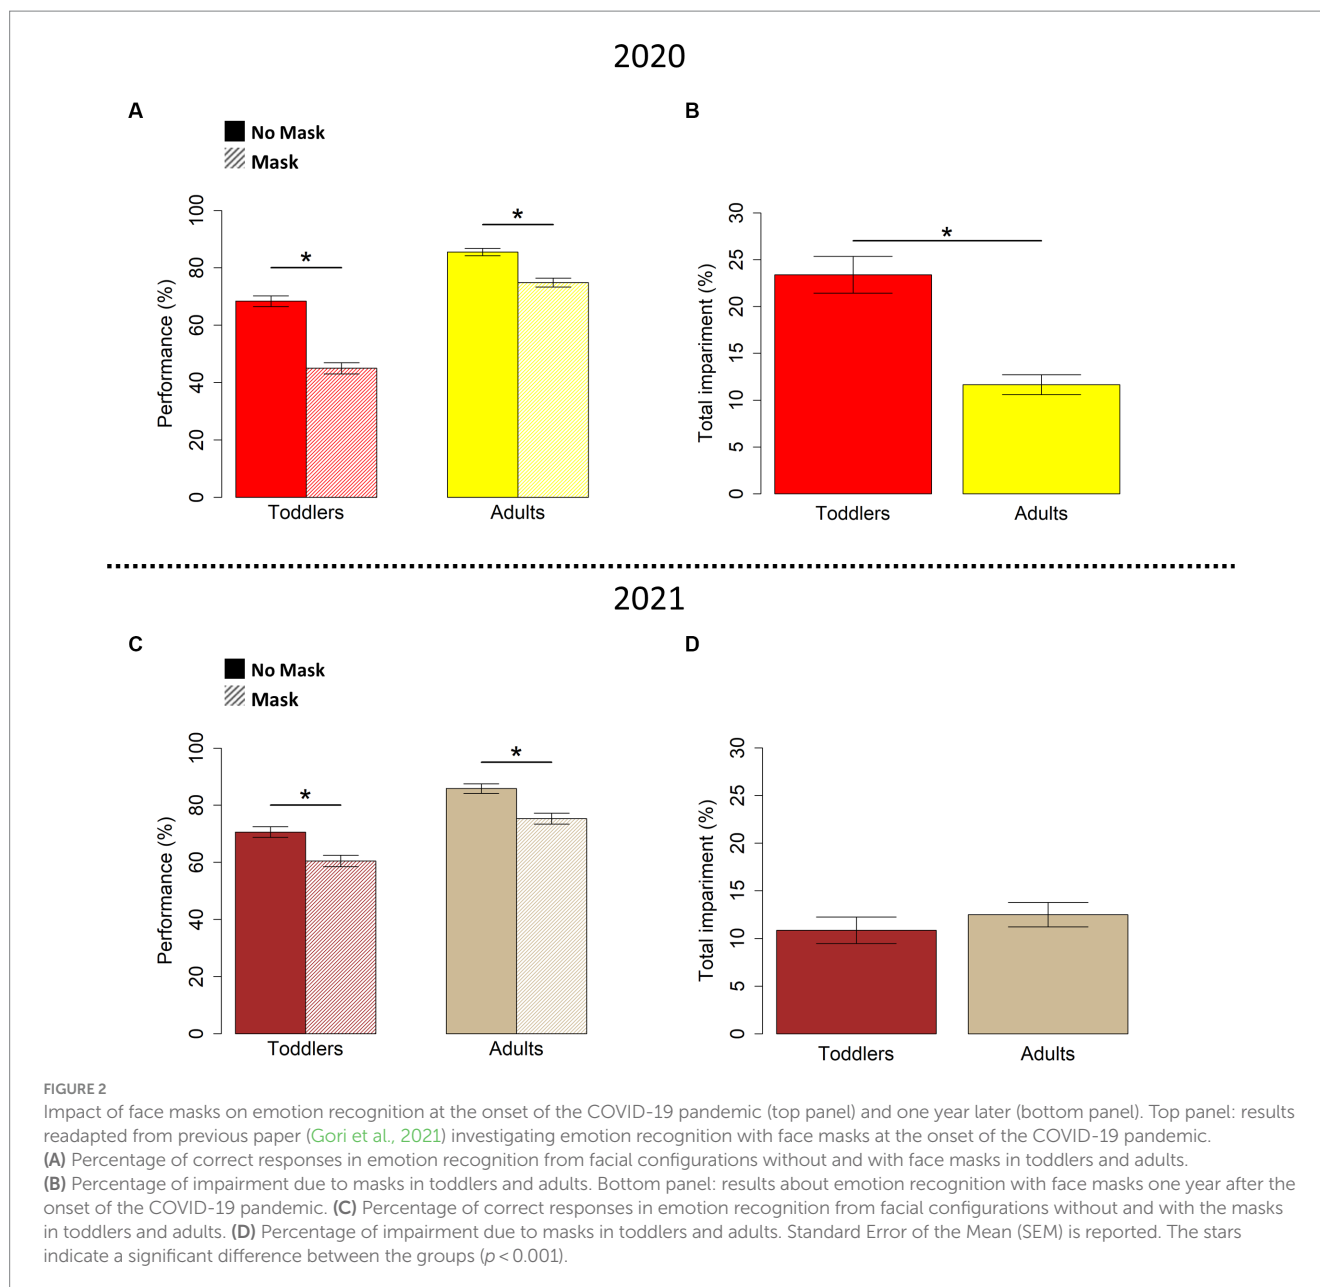 2020
A
No Mask
Mask
Performance (%)
0
20
40
60
80
100
*
*
Toddlers
Adults
B
Total impariment (%)
0
5
10
15
20
25
30
*
Toddlers
Adults
2021
C
No Mask
Mask
Performance (%)
0
20
40
60
80
100
*
*
Toddlers
Adults
D
Total impariment (%)
0
5
10
15
20
25
30
Toddlers
Adults
FIGURE 2
Impact of face masks on emotion recognition at the onset of the COVID-19 pandemic (top panel) and one year later (bottom panel). Top panel: results
readapted from previous paper (Gori et al., 2021) investigating emotion recognition with face masks at the onset of the COVID-19 pandemic.
(A) Percentage of correct responses in emotion recognition from facial configurations without and with face masks in toddlers and adults.
(B) Percentage of impairment due to masks in toddlers and adults. Bottom panel: results about emotion recognition with face masks one year after the
onset of the COVID-19 pandemic. (C) Percentage of correct responses in emotion recognition from facial configurations without and with the masks
in toddlers and adults. (D) Percentage of impairment due to masks in toddlers and adults. Standard Error of the Mean (SEM) is reported. The stars
indicate a significant difference between the groups (p < 0.001).